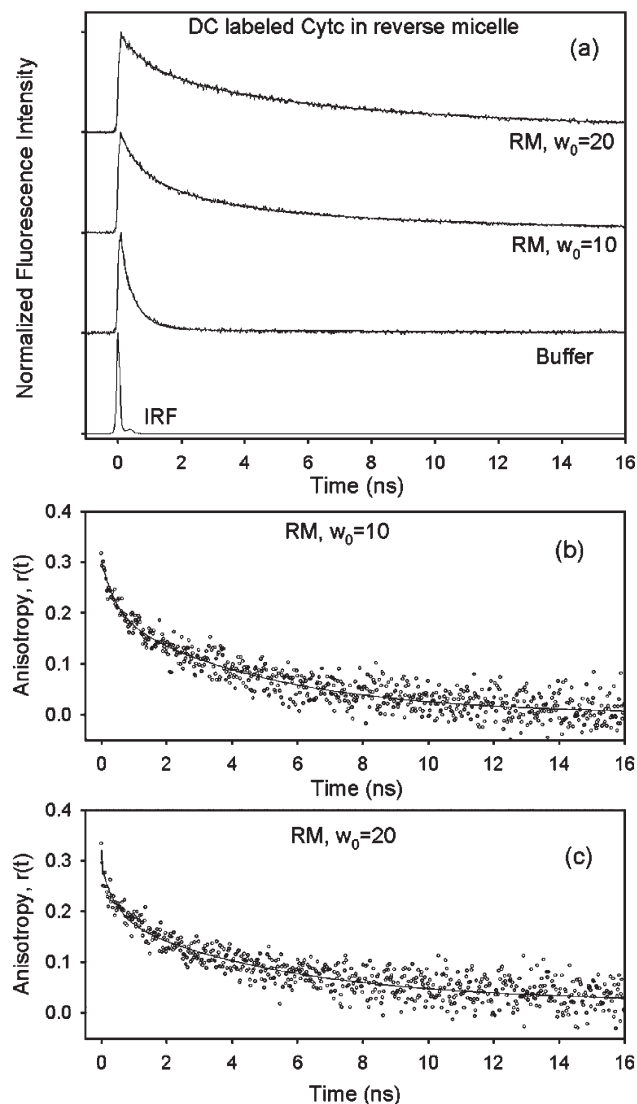 DC labeled Cytc in reverse micelle
(a)
RM, w0=20
RM, w0=10
Buffer
IRF
Normalized Fluorescence Intensity
0 2 4 6 8 10 12 14 16
Time (ns)
RM, w0=10
(b)
0.4
0.3
0.2
0.1
0.0
Anisotropy, r(t)
0 2 4 6 8 10 12 14 16
Time (ns)
RM, w0=20
(c)
0.4
0.3
0.2
0.1
0.0
Anisotropy, r(t)
0 2 4 6 8 10 12 14 16
Time (ns)